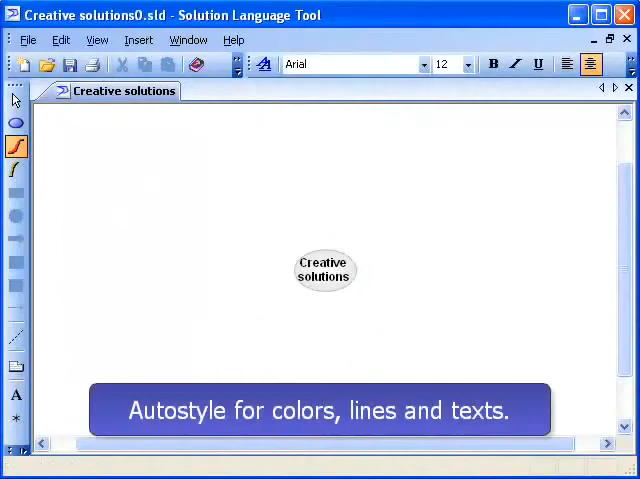 Creative solutions0.sld - Solution Language Tool
File Edit View Insert Window Help
Arial 12 B I U
Creative solutions
Creative
solutions
A
Autostyle for colors, lines and texts.